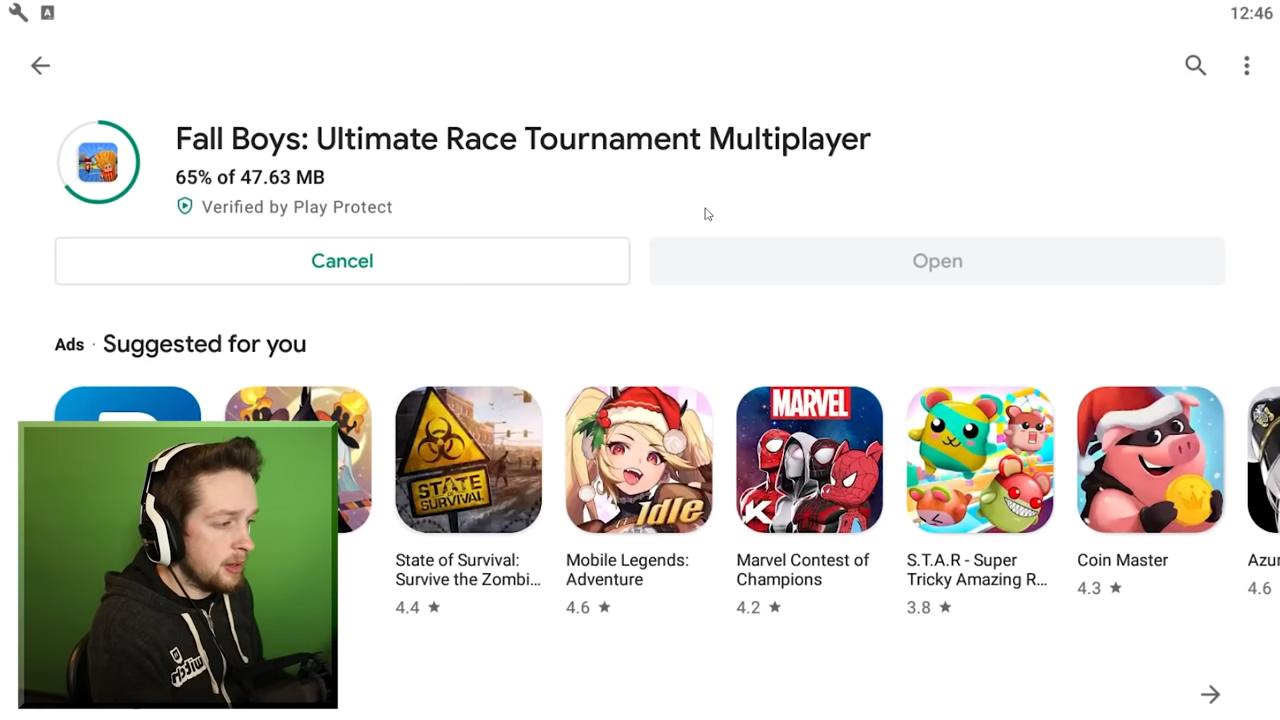 A
12:46
Fall Boys: Ultimate Race Tournament Multiplayer
65% of 47.63 MB
Verified by Play Protect
Cancel
Open
Ads · Suggested for you
STATE
SURVIVAL
Idle
MARVEL
K
State of Survival:
Survive the Zombi...
4.4 ★
Mobile Legends:
Adventure
4.6 ★
Marvel Contest of
Champions
4.2 ★
S.T.A.R - Super
Tricky Amazing R...
3.8 ★
Coin Master
4.3 ★
4.6